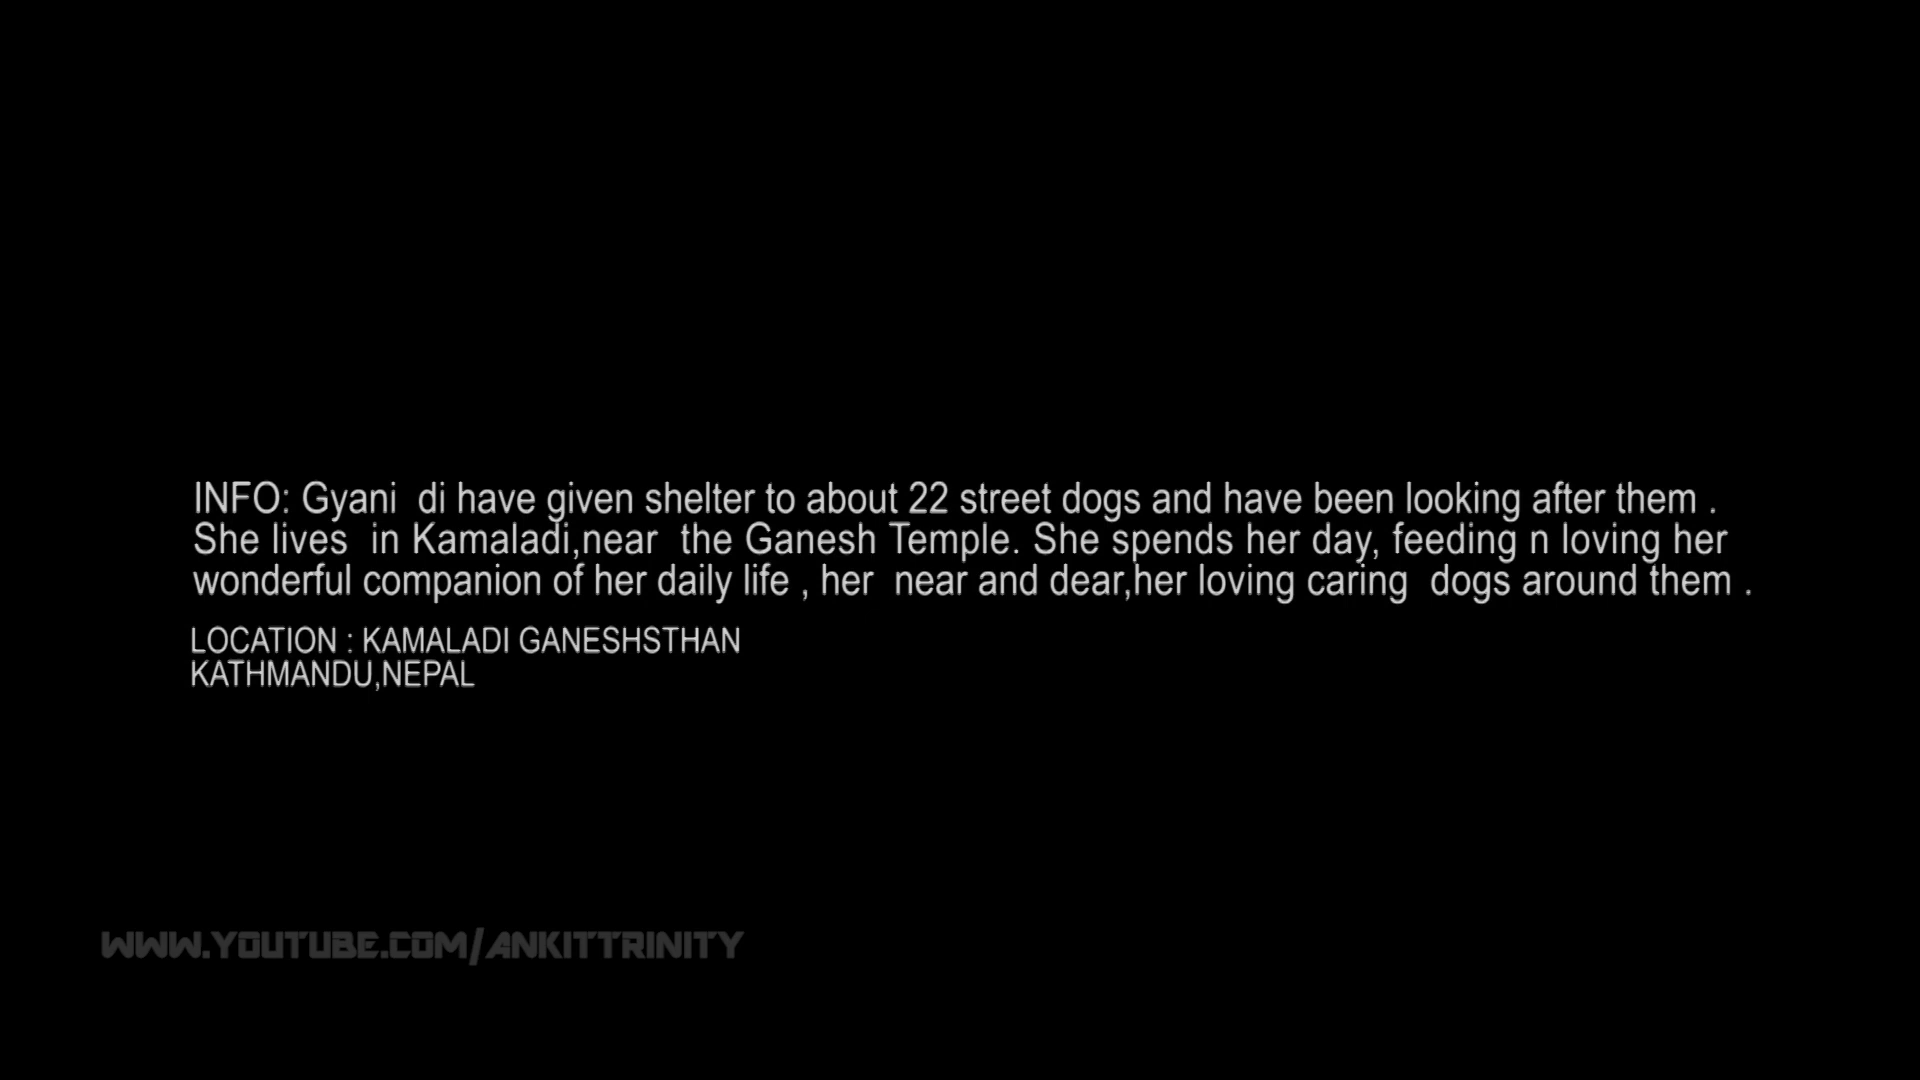 INFO: Gyani  di have given shelter to about 22 street dogs and have been looking after them .
She lives  in Kamaladi,near  the Ganesh Temple. She spends her day, feeding n loving her
wonderful companion of her daily life , her  near and dear,her loving caring  dogs around them .
LOCATION : KAMALADI GANESHSTHAN
KATHMANDU,NEPAL
WWW.YOUTUBE.COM/ANKITTRINITY